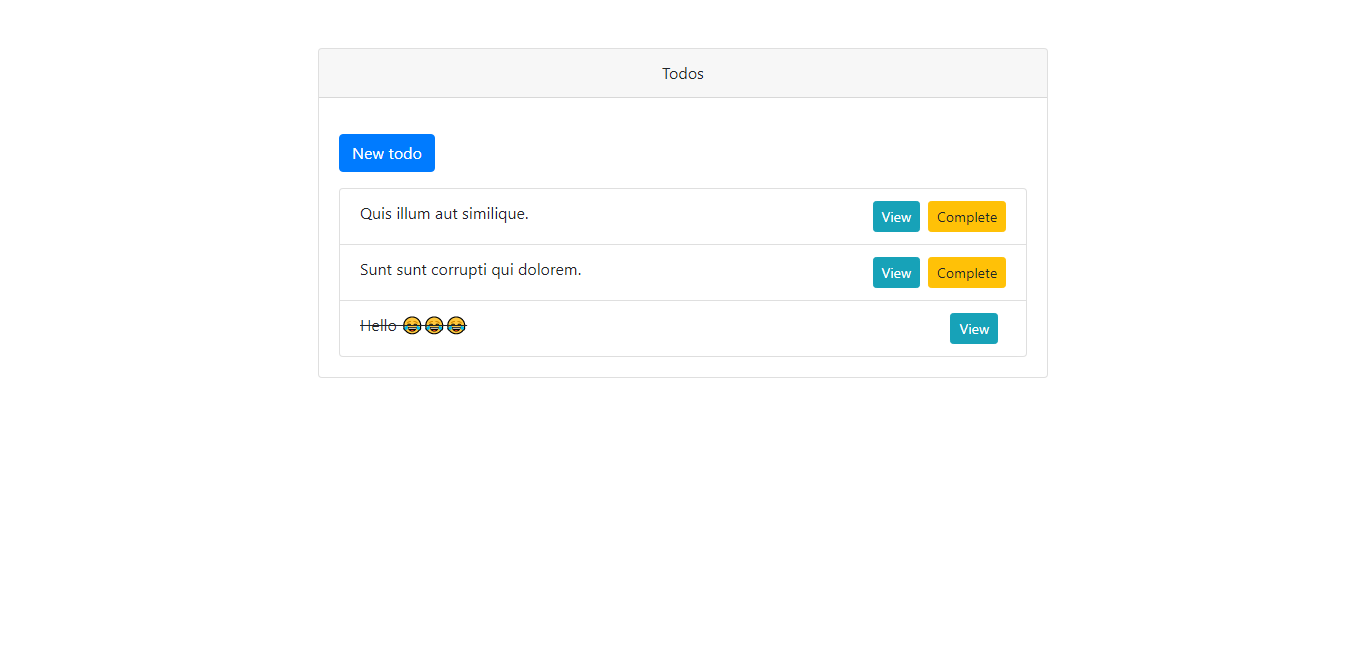 Todos
New todo
Quis illum aut similique. View Complete
Sunt sunt corrupti qui dolorem. View Complete
Hello 😂😂😂 View